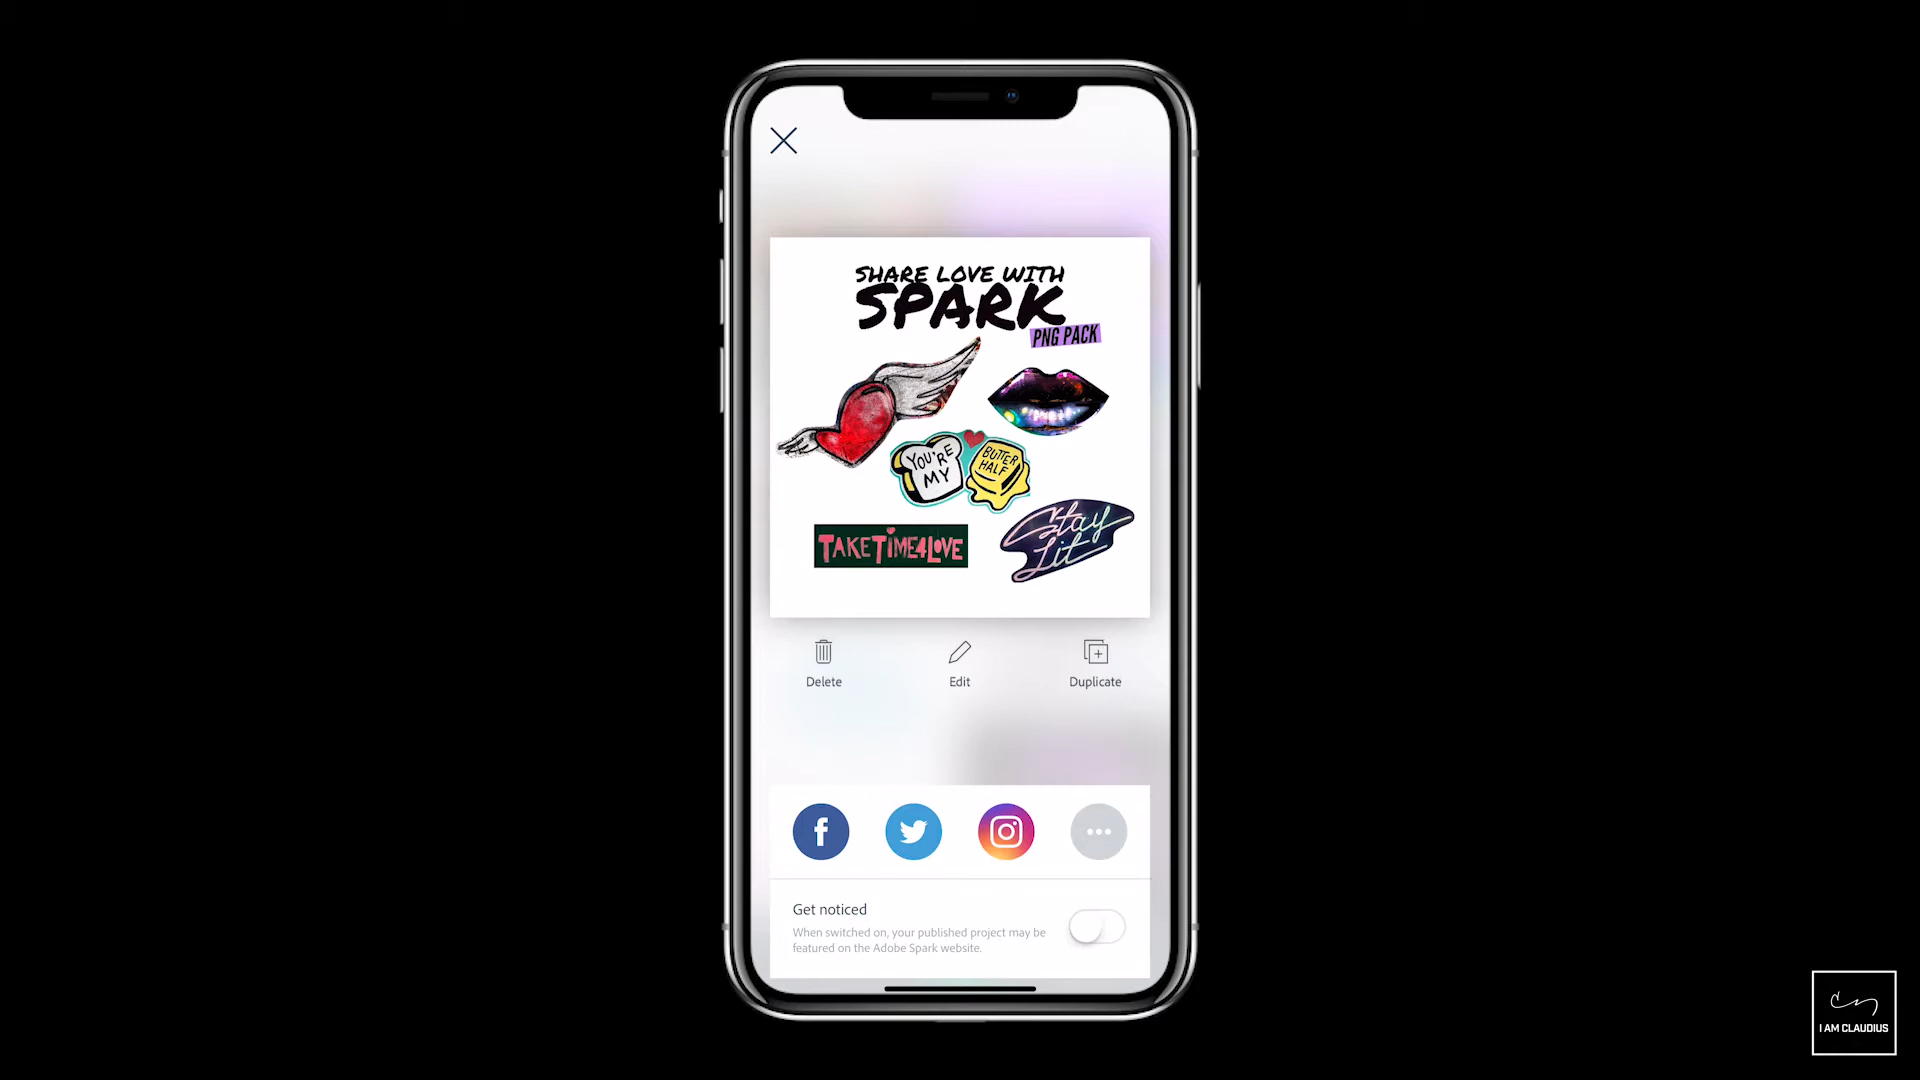 SHARE LOVE WITH
SPARK
PNG PACK
YOU'RE
MY
BUTTER
HALF
TAKETIME4LOVE
Stay
Lit
Delete
Edit
Duplicate
Get noticed
When switched on, your published project may be
featured on the Adobe Spark website.
I AM CLAUDIUS